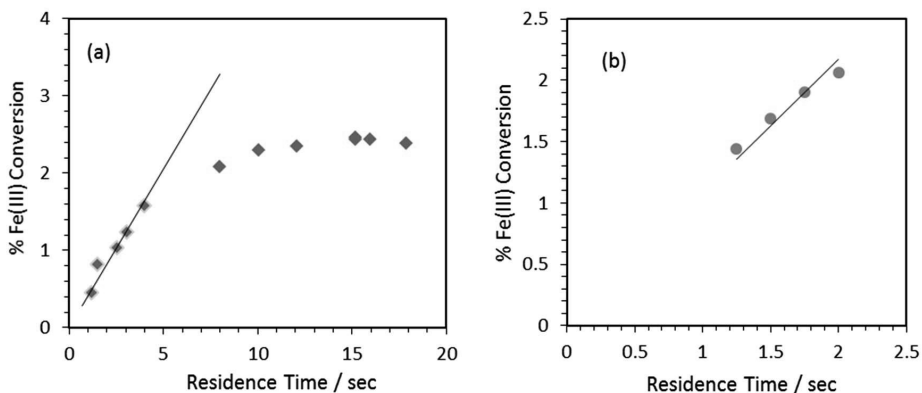 (a)
% Fe(III) Conversion
4
3
2
1
0
0 5 10 15 20
Residence Time / sec
(b)
% Fe(III) Conversion
2.5
2
1.5
1
0.5
0
0 0.5 1 1.5 2 2.5
Residence Time / sec